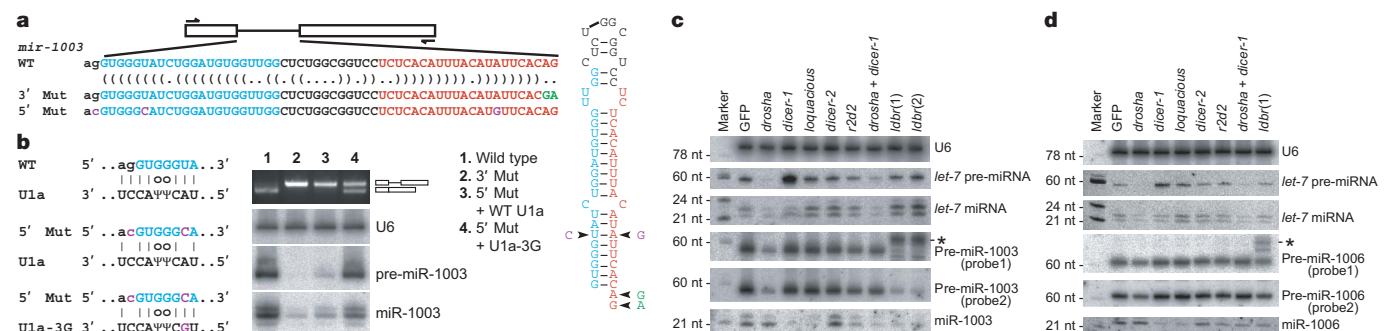 a
mir-1003
WT agGUGGGUAUCUGGAUGUGGUUGGCUCUGGCGGUCCUCUCACAUUUACAUAUUCACAG
(((((((.((((((((((..((.(((....))).))..)))))))))).))))))..
3′ Mut agGUGGGUAUCUGGAUGUGGUUGGCUCUGGCGGUCCUCUCACAUUUACAUAUUCACGA
5′ Mut acGUGGGCAUCUGGAUGUGGUUGGCUCUGGCGGUCCUCUCACAUUUACAUGUUCACAG
b
WT 5′ ..agGUGGGUA..3′
U1a 3′ ..UCCAΨΨCAU..5′
5′ Mut 5′ ..acGUGGGCA..3′
U1a 3′ ..UCCAΨΨCAU..5′
5′ Mut 5′ ..acGUGGGCA..3′
U1a-3G 3′ ..UCCAΨΨCGU..5′
1 2 3 4
U6
pre-miR-1003
miR-1003
1. Wild type
2. 3′ Mut
3. 5′ Mut
+ WT U1a
4. 5′ Mut
+ U1a-3G
C G
G
A
c
Marker GFP drosha dicer-1 loquacious dicer-2 r2d2 drosha + dicer-1 ldbr(1) ldbr(2)
78 nt U6
60 nt let-7 pre-miRNA
24 nt
21 nt let-7 miRNA
60 nt *
Pre-miR-1003
(probe1)
60 nt Pre-miR-1003
(probe2)
21 nt miR-1003
d
Marker GFP drosha dicer-1 loquacious dicer-2 r2d2 drosha + dicer-1 ldbr(1)
78 nt U6
60 nt let-7 pre-miRNA
24 nt
21 nt let-7 miRNA
*
60 nt Pre-miR-1006
(probe1)
60 nt Pre-miR-1006
(probe2)
21 nt miR-1006